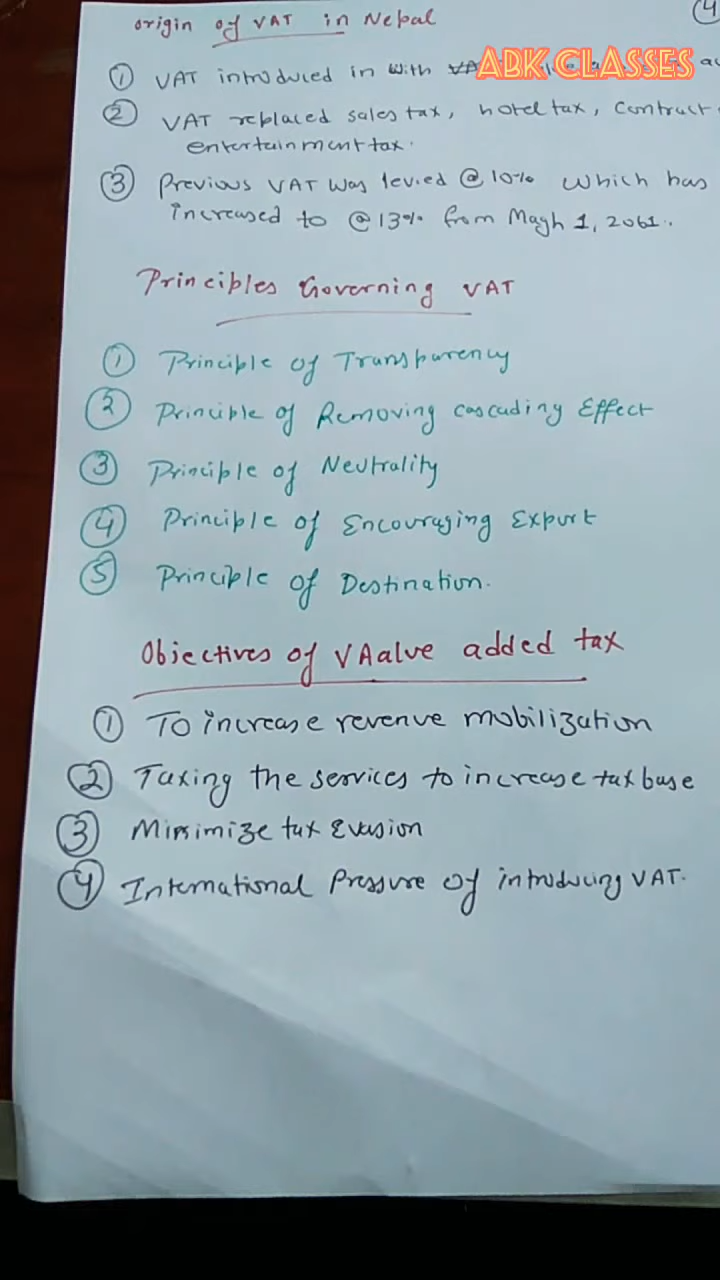 origin of VAT in Nepal
4
ABK CLASSES
① VAT introduced in with
② VAT replaced sales tax, hotel tax, contract
entertainment tax.
③ Previous VAT was levied @ 10% which has
increased to @ 13% from Magh 1, 2061.
Principles Governing VAT
① Principle of Transparency
② Principle of Removing cascading Effect
③ Principle of Neutrality
④ Principle of Encouraging Export
⑤ Principle of Destination.
Objectives of VAalue added tax
① To increase revenue mobilization
② Taxing the services to increase tax base
③ Minimize tax Evasion
④ International Pressure of introducing VAT.